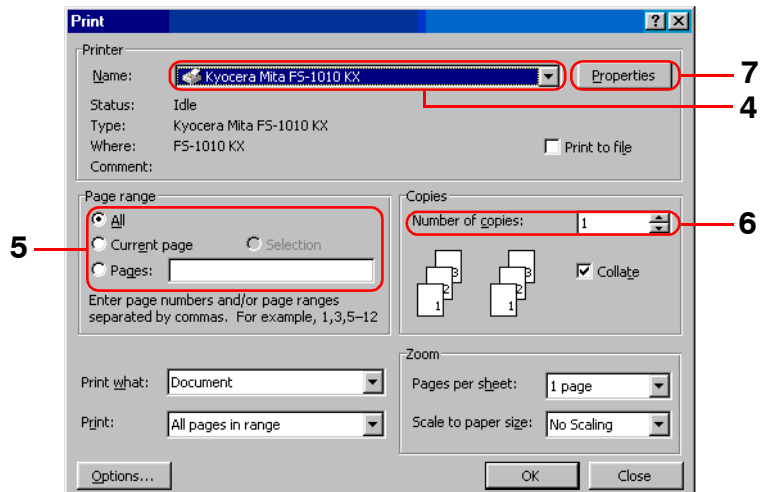 Print
Printer
Name: Kyocera Mita FS-1010 KX Properties 7
4
Status: Idle
Type: Kyocera Mita FS-1010 KX
Where: FS-1010 KX Print to file
Comment:
Page range
All
Current page Selection
Pages:
5
Enter page numbers and/or page ranges
separated by commas. For example, 1,3,5–12
Copies
Number of copies: 1 6
3 3
2 2
1 1
Collate
Print what: Document
Print: All pages in range
Zoom
Pages per sheet: 1 page
Scale to paper size: No Scaling
Options... OK Close